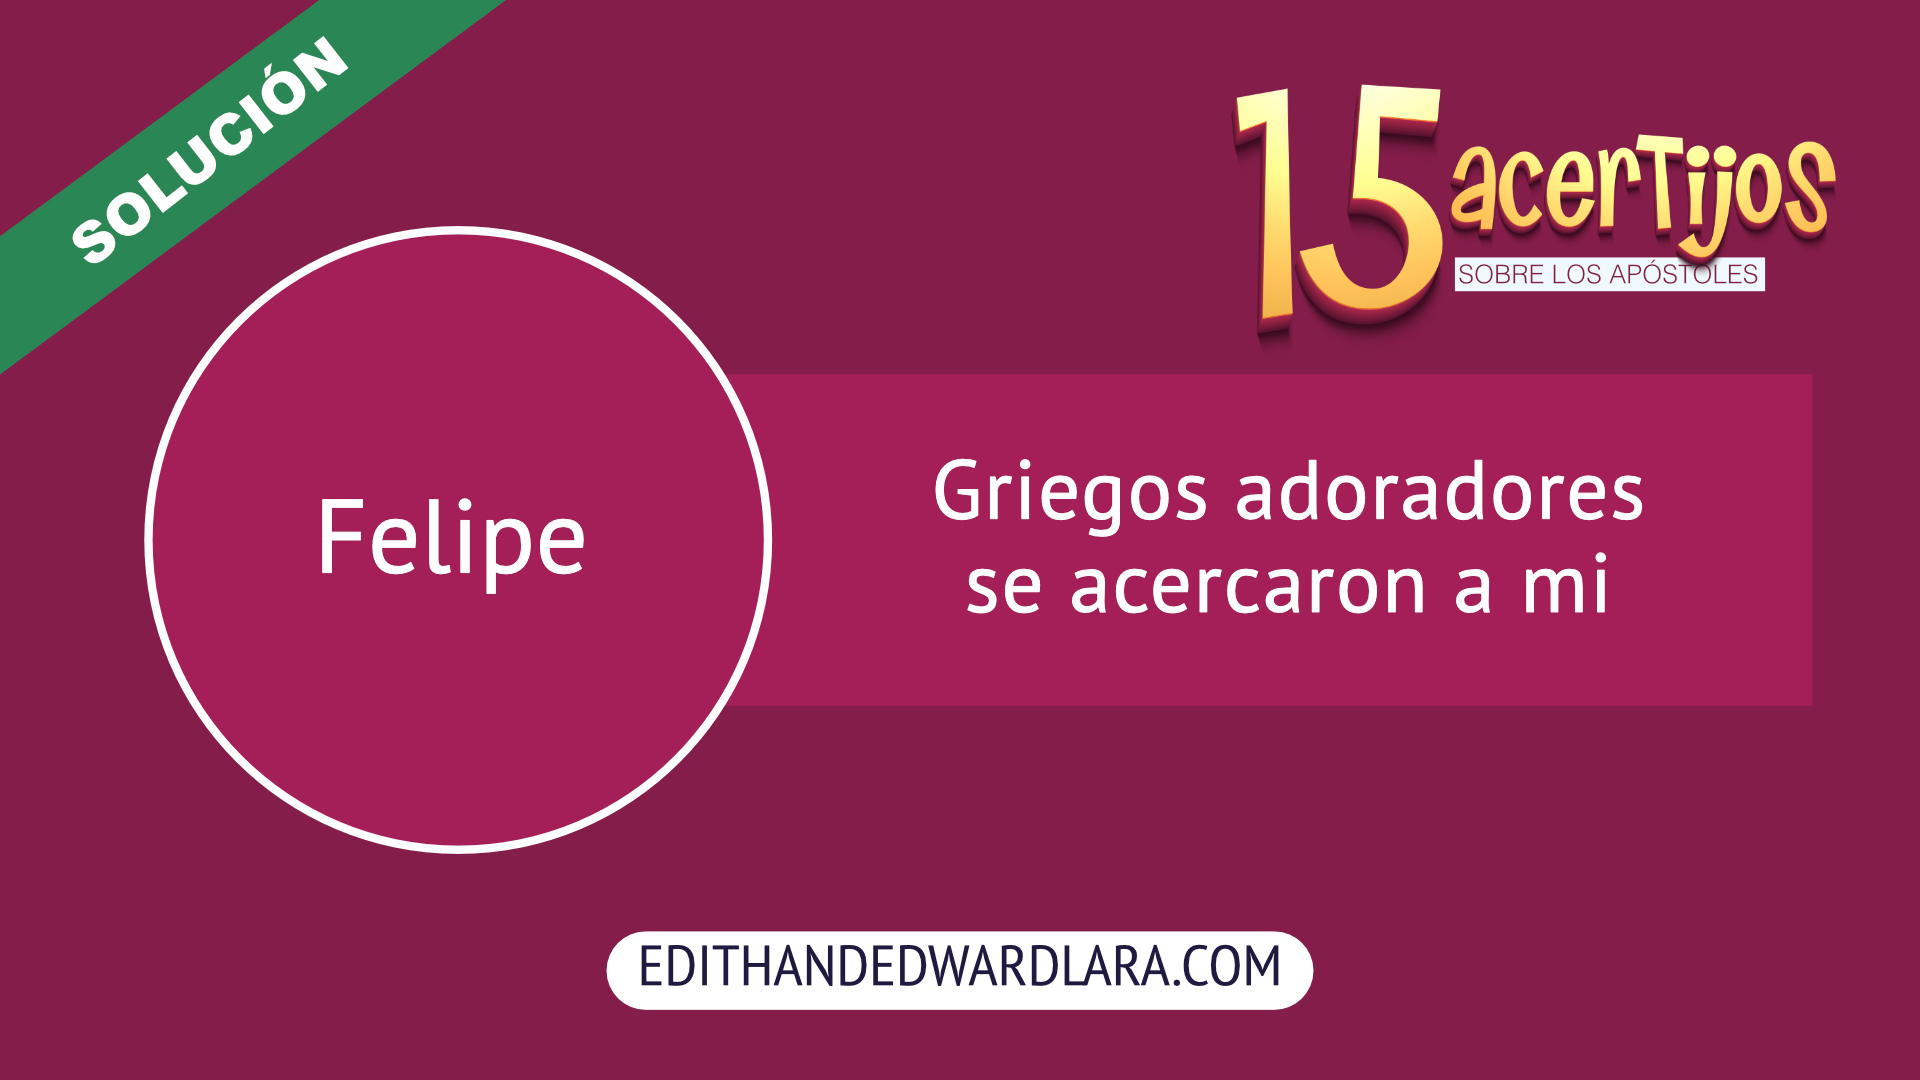 SOLUCIÓN
15 acertijos
SOBRE LOS APÓSTOLES
Felipe
Griegos adoradores
se acercaron a mi
EDITHANDEDWARDLARA.COM